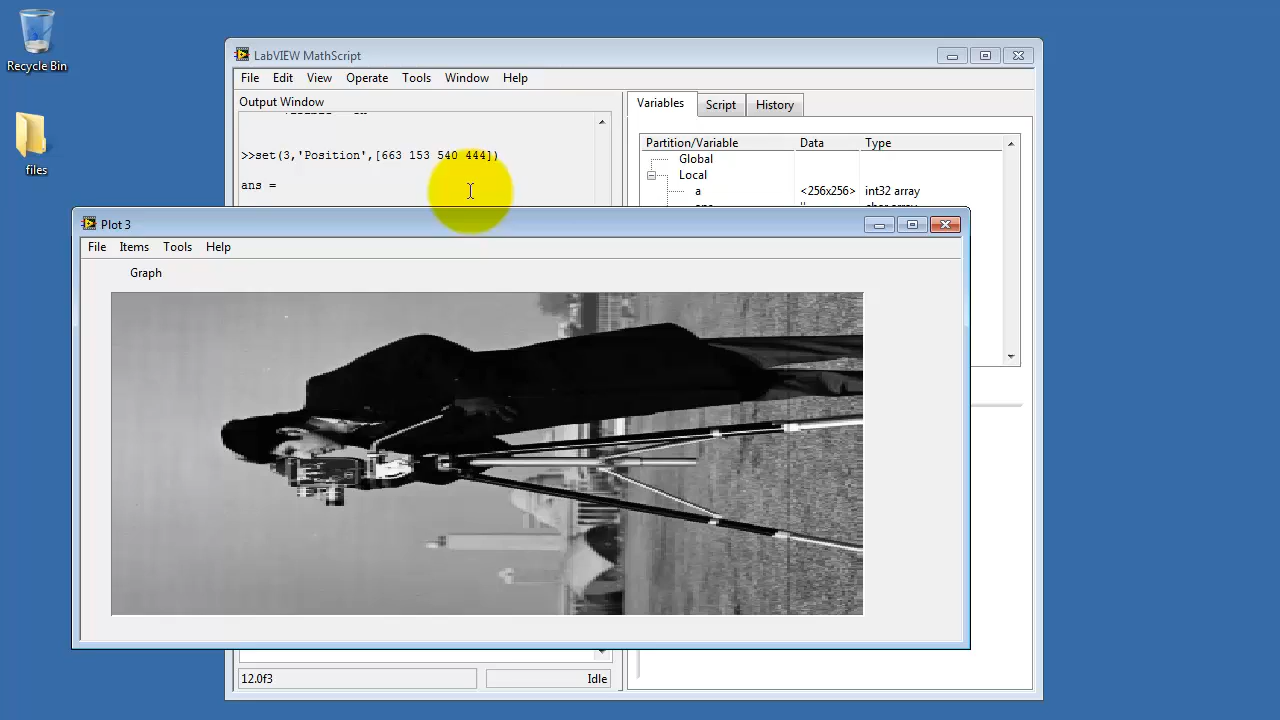 Recycle Bin
files
LabVIEW MathScript
File Edit View Operate Tools Window Help
Output Window
>>set(3,'Position',[663 153 540 444])
ans =
Variables Script History
Partition/Variable Data Type
Global
Local
a <256x256> int32 array
Plot 3
File Items Tools Help
Graph
12.0f3
Idle